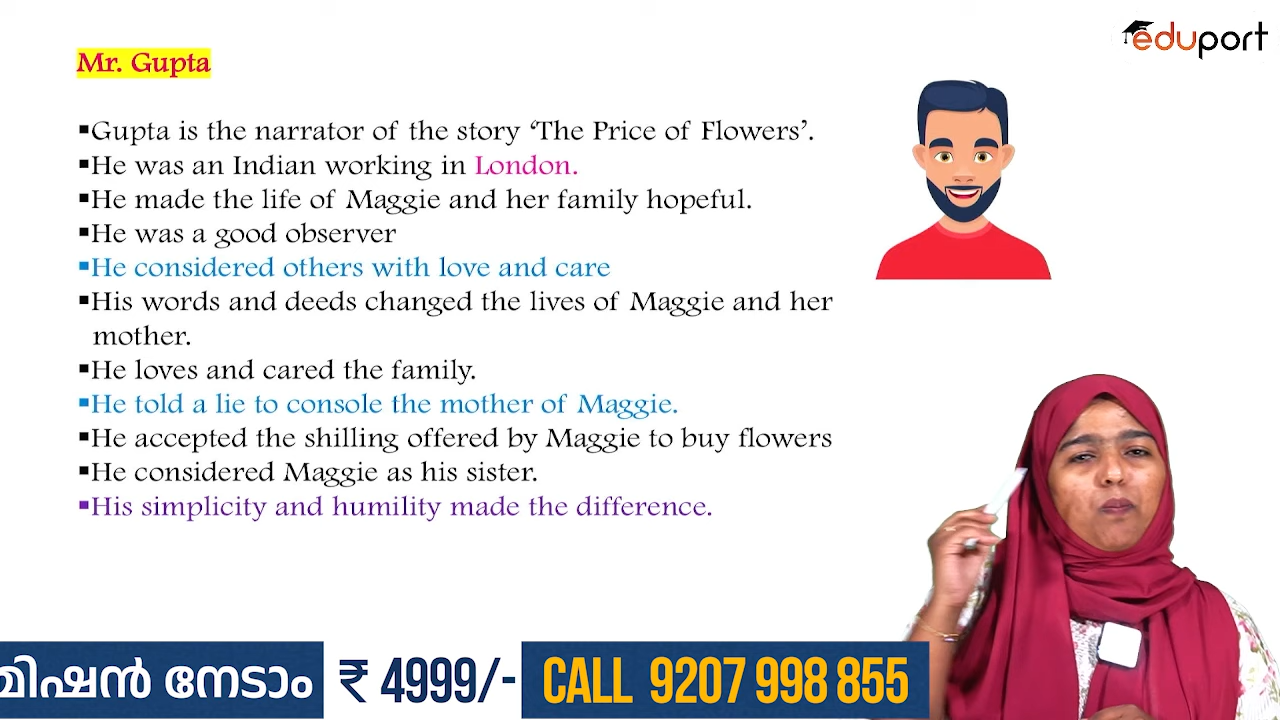 eduport
Mr. Gupta
▪Gupta is the narrator of the story ‘The Price of Flowers’.
▪He was an Indian working in London.
▪He made the life of Maggie and her family hopeful.
▪He was a good observer
▪He considered others with love and care
▪His words and deeds changed the lives of Maggie and her
mother.
▪He loves and cared the family.
▪He told a lie to console the mother of Maggie.
▪He accepted the shilling offered by Maggie to buy flowers
▪He considered Maggie as his sister.
▪His simplicity and humility made the difference.
നേടാം ₹ 4999/- CALL 9207 998 855